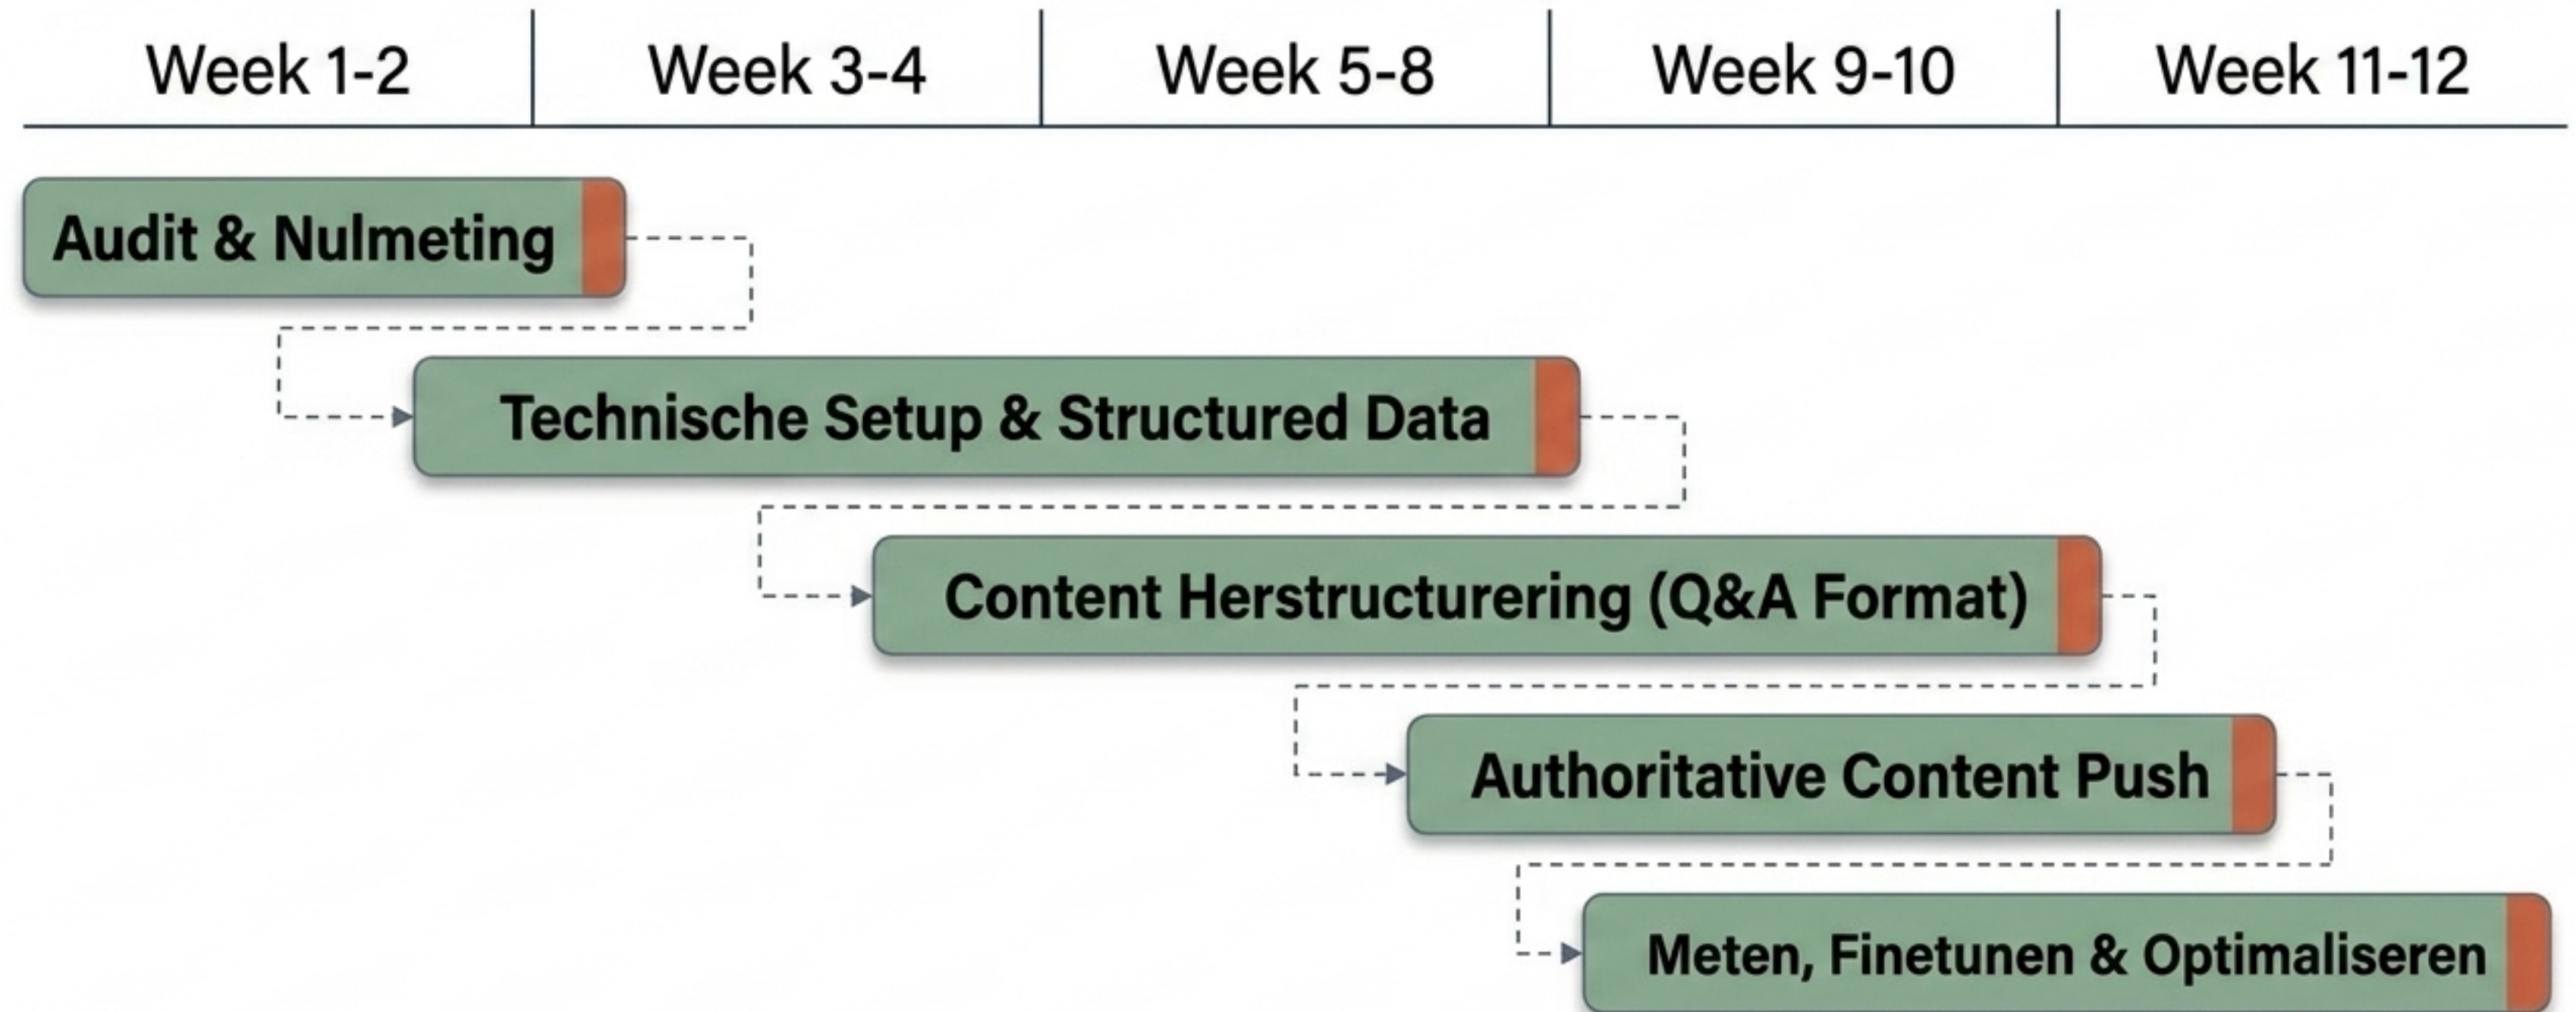 Week 1-2
Week 3-4
Week 5-8
Week 9-10
Week 11-12
Audit & Nulmeting
Technische Setup & Structured Data
Content Herstructurering (Q&A Format)
Authoritative Content Push
Meten, Finetunen & Optimaliseren